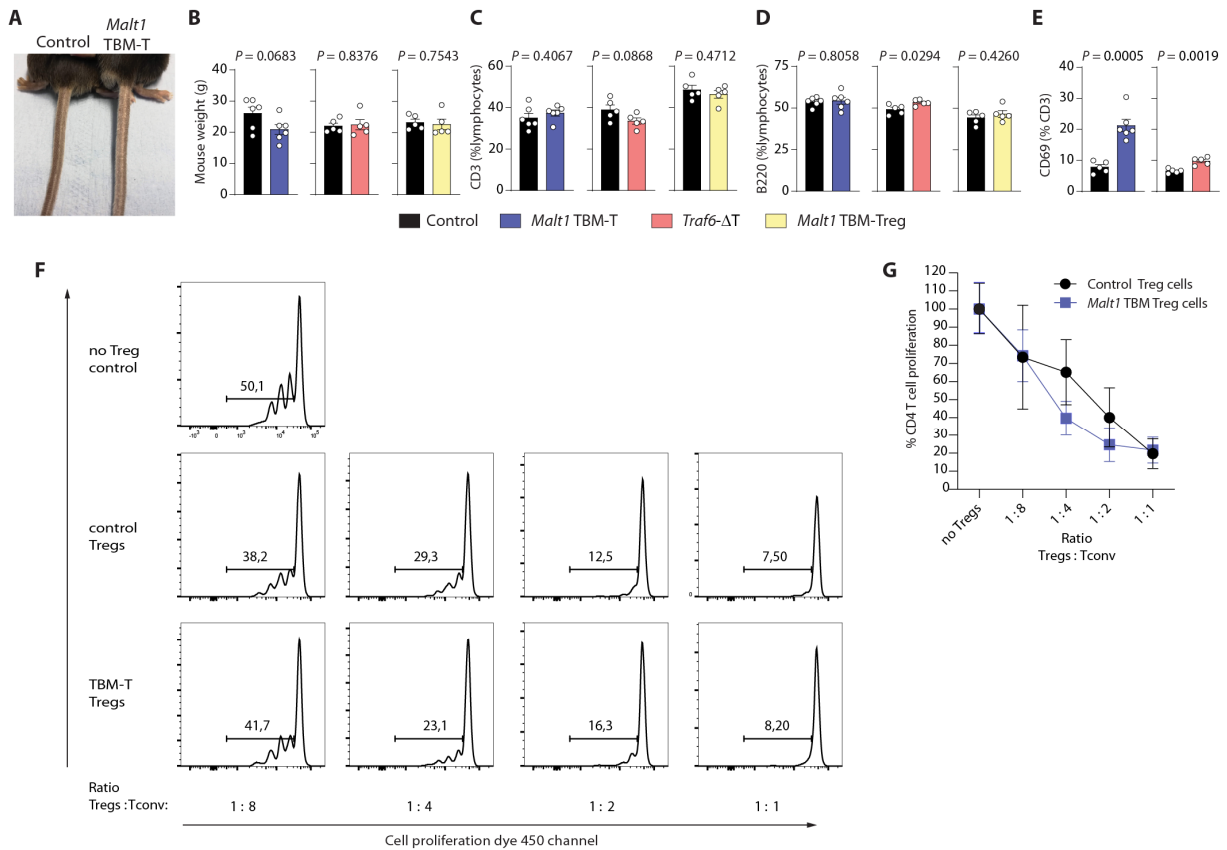 A
Control
Malt1
TBM-T
B
P = 0.0683
P = 0.8376
P = 0.7543
Mouse weight (g)
40
30
20
10
0
C
P = 0.4067
P = 0.0868
P = 0.4712
CD3 (%lymphocytes)
60
40
20
0
D
P = 0.8058
P = 0.0294
P = 0.4260
B220 (%lymphocytes)
75
50
25
0
E
P = 0.0005
P = 0.0019
CD69 (% CD3)
40
30
20
10
0
Control
Malt1 TBM-T
Traf6-ΔT
Malt1 TBM-Treg
F
no Treg
control
50,1
-10³ 0 10³ 10⁴ 10⁵
control
Tregs
38,2
29,3
12,5
7,50
0
TBM-T
Tregs
41,7
23,1
16,3
8,20
Ratio
Tregs :Tconv:
1 : 8
1 : 4
1 : 2
1 : 1
Cell proliferation dye 450 channel
G
% CD4 T cell proliferation
120
100
80
70
60
50
40
30
20
10
0
Control Treg cells
Malt1 TBM Treg cells
no Tregs
1 : 8
1 : 4
1 : 2
1 : 1
Ratio
Tregs : Tconv